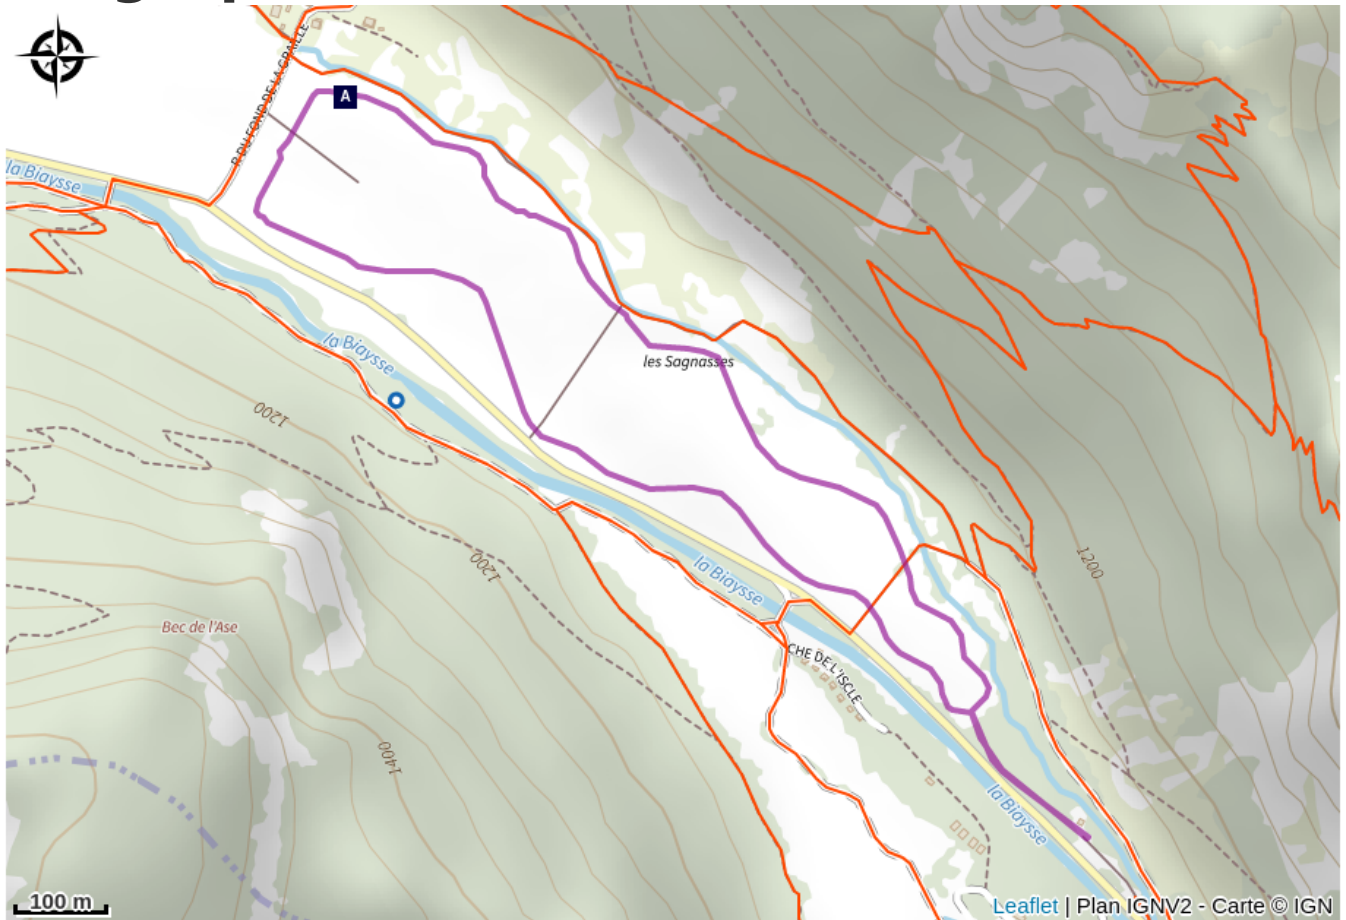 R DU FOND DE LA GRAILLE
A
la Biaysse
la Biaysse
les Sagnasses
1200
1200
1200
la Biaysse
Bec de l'Ase
CHE DE L'ISCLE
1400
la Biaysse
100 m
Leaflet | Plan IGNV2 - Carte © IGN